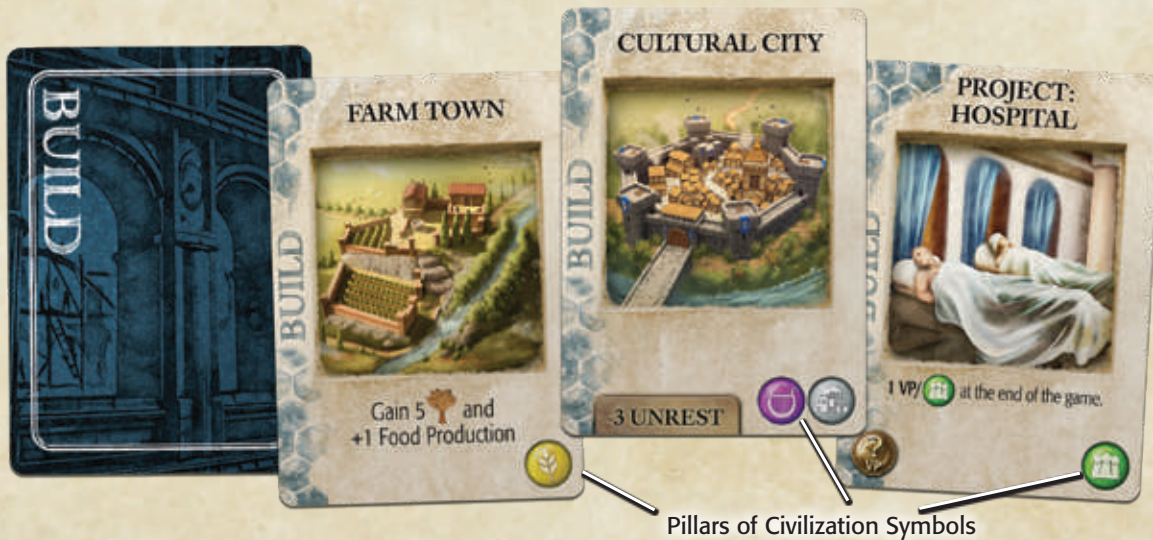 BUILD
BUILD
FARM TOWN
Gain 5 and
+1 Food Production
BUILD
CULTURAL CITY
3 UNREST
BUILD
PROJECT:
HOSPITAL
1 VP/ at the end of the game.
?
VP
Pillars of Civilization Symbols